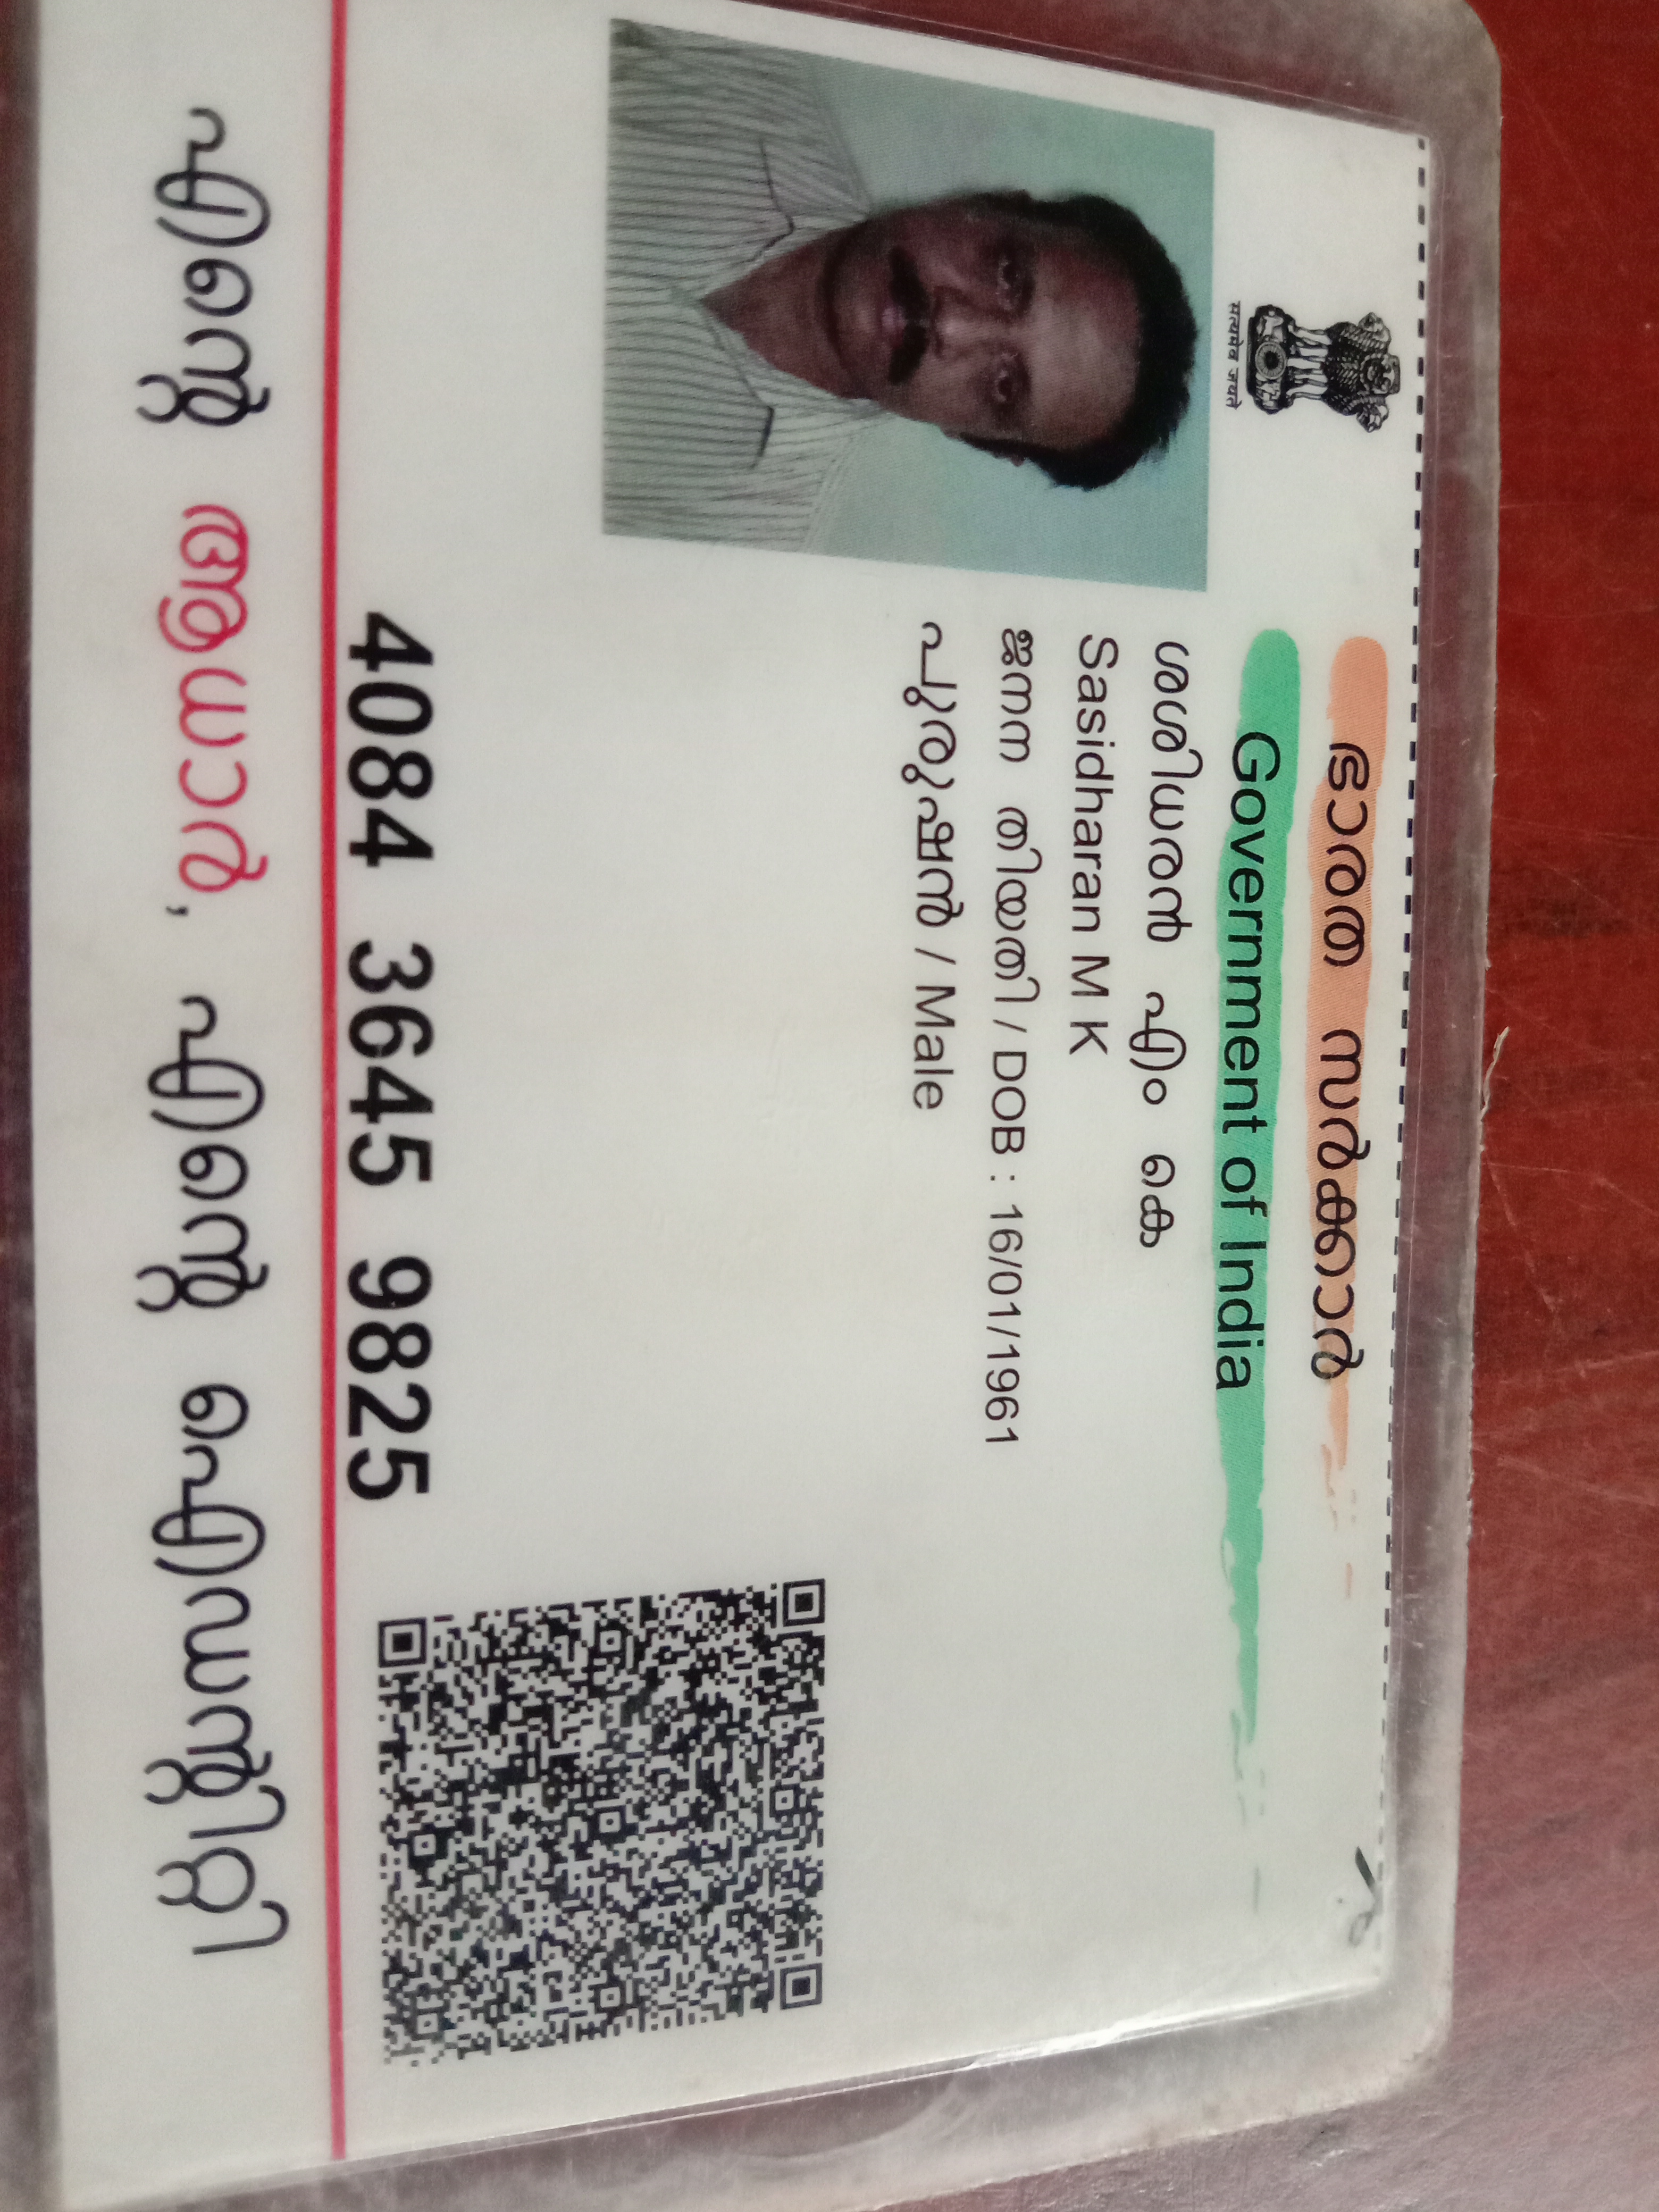 सत्यमेव जयते
ഭാരത സർക്കാർ
Government of India
ശശിധരൻ എം കെ
Sasidharan M K
ജനന തിയതി / DOB : 16/01/1961
പുരുഷൻ / Male
4084 3645 9825
എന്റെ ആധാർ, എന്റെ ഐഡന്റിറ്റി